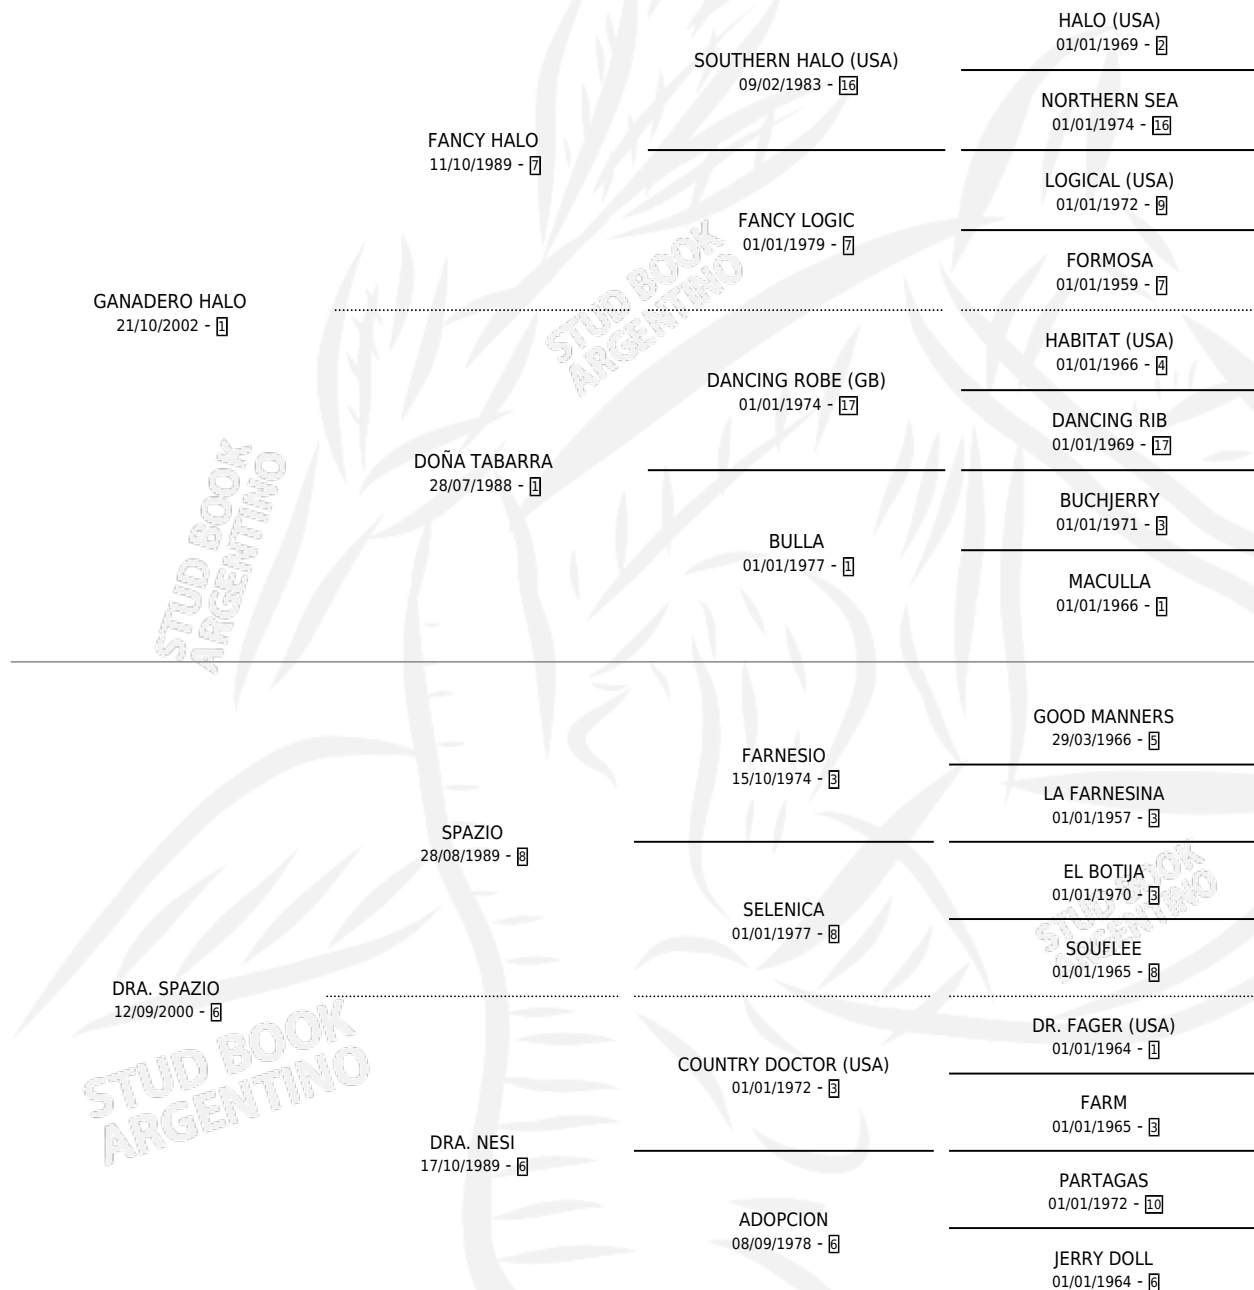 HALO (USA)
01/01/1969 - 2
SOUTHERN HALO (USA)
09/02/1983 - 16
NORTHERN SEA
01/01/1974 - 16
FANCY HALO
11/10/1989 - 7
LOGICAL (USA)
01/01/1972 - 9
FANCY LOGIC
01/01/1979 - 7
FORMOSA
01/01/1959 - 7
GANADERO HALO
21/10/2002 - 1
STUD BOOK
ARGENTINO
HABITAT (USA)
01/01/1966 - 4
DANCING ROBE (GB)
01/01/1974 - 17
DANCING RIB
01/01/1969 - 17
DOÑA TABARRA
28/07/1988 - 1
BUCHJERRY
01/01/1971 - 3
BULLA
01/01/1977 - 1
MACULLA
01/01/1966 - 1
STUD BOOK
ARGENTINO
GOOD MANNERS
29/03/1966 - 5
FARNESIO
15/10/1974 - 3
LA FARNESINA
01/01/1957 - 3
SPAZIO
28/08/1989 - 8
EL BOTIJA
01/01/1970 - 3
SELENICA
01/01/1977 - 8
SOUFLEE
01/01/1965 - 8
STUD BOOK
ARGENTINO
DRA. SPAZIO
12/09/2000 - 6
DR. FAGER (USA)
01/01/1964 - 1
COUNTRY DOCTOR (USA)
01/01/1972 - 3
FARM
01/01/1965 - 3
STUD BOOK
ARGENTINO
DRA. NESI
17/10/1989 - 6
PARTAGAS
01/01/1972 - 10
ADOPCION
08/09/1978 - 6
JERRY DOLL
01/01/1964 - 6